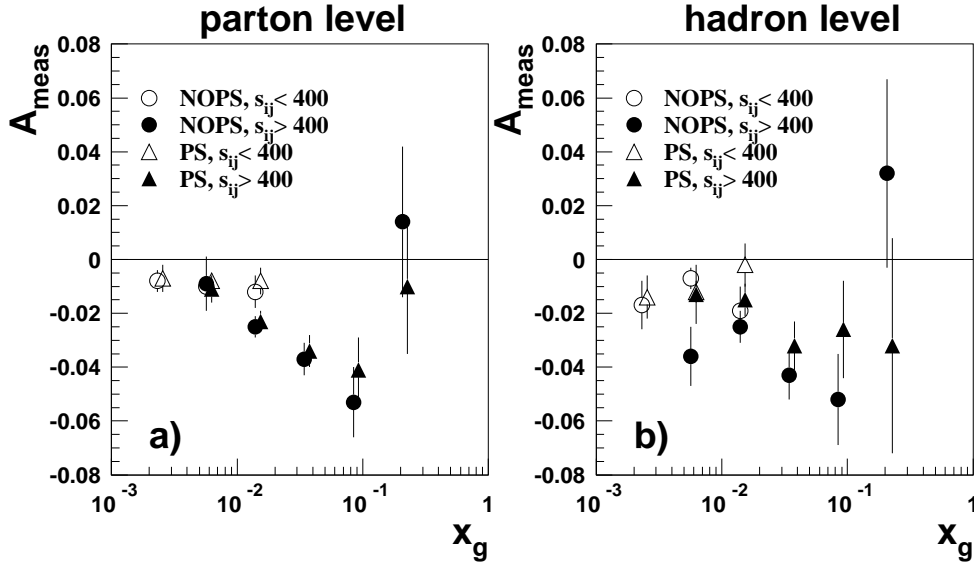 parton level
A_meas
0.08
0.06
0.04
0.02
0
-0.02
-0.04
-0.06
-0.08
NOPS, s_ij < 400
NOPS, s_ij > 400
PS, s_ij < 400
PS, s_ij > 400
a)
10^-3
10^-2
10^-1
1
x_g
hadron level
A_meas
0.08
0.06
0.04
0.02
0
-0.02
-0.04
-0.06
-0.08
NOPS, s_ij < 400
NOPS, s_ij > 400
PS, s_ij < 400
PS, s_ij > 400
b)
10^-3
10^-2
10^-1
1
x_g